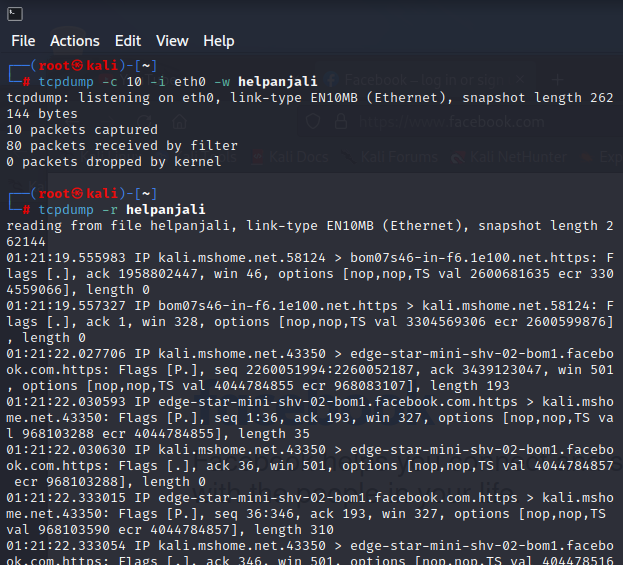 File Actions Edit View Help
┌──(root㉿kali)-[~]
└─# tcpdump -c 10 -i eth0 -w helpanjali
tcpdump: listening on eth0, link-type EN10MB (Ethernet), snapshot length 262
144 bytes
10 packets captured
80 packets received by filter
0 packets dropped by kernel
┌──(root㉿kali)-[~]
└─# tcpdump -r helpanjali
reading from file helpanjali, link-type EN10MB (Ethernet), snapshot length 2
62144
01:21:19.555983 IP kali.mshome.net.58124 > bom07s46-in-f6.1e100.net.https: F
lags [.], ack 1958802447, win 46, options [nop,nop,TS val 2600681635 ecr 330
4559066], length 0
01:21:19.557327 IP bom07s46-in-f6.1e100.net.https > kali.mshome.net.58124: F
lags [.], ack 1, win 328, options [nop,nop,TS val 3304569306 ecr 2600599876]
, length 0
01:21:22.027706 IP kali.mshome.net.43350 > edge-star-mini-shv-02-bom1.facebo
ok.com.https: Flags [P.], seq 2260051994:2260052187, ack 3439123047, win 501
, options [nop,nop,TS val 4044784855 ecr 968083107], length 193
01:21:22.030593 IP edge-star-mini-shv-02-bom1.facebook.com.https > kali.msho
me.net.43350: Flags [P.], seq 1:36, ack 193, win 327, options [nop,nop,TS va
l 968103288 ecr 4044784855], length 35
01:21:22.030630 IP kali.mshome.net.43350 > edge-star-mini-shv-02-bom1.facebo
ok.com.https: Flags [.], ack 36, win 501, options [nop,nop,TS val 4044784857
ecr 968103288], length 0
01:21:22.333015 IP edge-star-mini-shv-02-bom1.facebook.com.https > kali.msho
me.net.43350: Flags [P.], seq 36:346, ack 193, win 327, options [nop,nop,TS
val 968103590 ecr 4044784857], length 310
01:21:22.333054 IP kali.mshome.net.43350 > edge-star-mini-shv-02-bom1.facebo
ok.com.https: Flags [.], ack 346, win 501, options [nop,nop,TS val 404478516